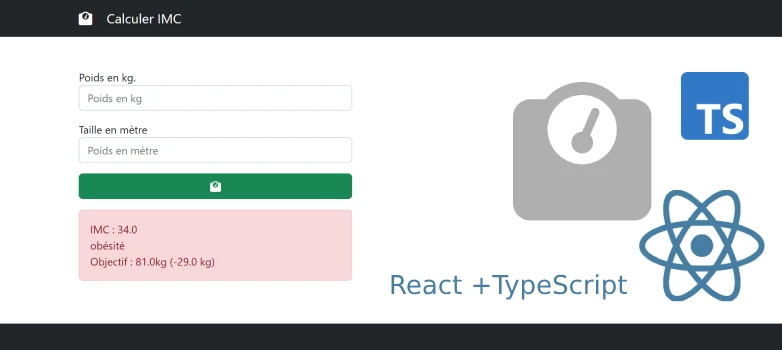 Calculer IMC
Poids en kg.
Poids en kg
Taille en mètre
Poids en mètre
IMC : 34.0
obésité
Objectif : 81.0kg (-29.0 kg)
TS
React +TypeScript